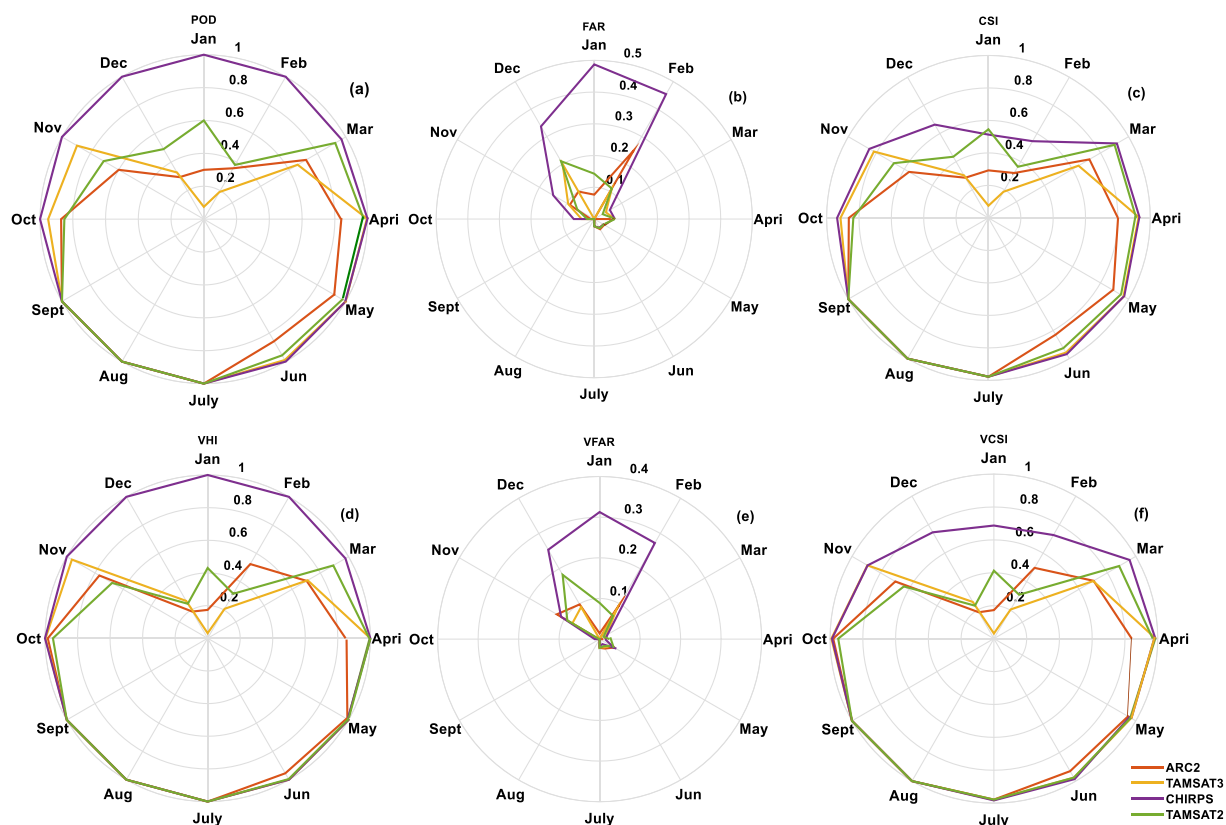 POD
Jan
1
Feb
Dec
0.8
(a)
0.6
Nov
Mar
0.4
0.2
Oct
Apri
Sept
May
Aug
Jun
July
FAR
Jan
0.5
Feb
Dec
0.4
(b)
0.3
Nov
Mar
0.2
0.1
Oct
Apri
Sept
May
Aug
Jun
July
CSI
Jan
1
Feb
Dec
0.8
(c)
0.6
Nov
Mar
0.4
0.2
Oct
Apri
Sept
May
Aug
Jun
July
VHI
Jan
1
Feb
Dec
0.8
(d)
0.6
Nov
Mar
0.4
0.2
Oct
Apri
Sept
May
Aug
Jun
July
VFAR
Jan
0.4
Feb
Dec
0.3
(e)
Nov
Mar
0.2
0.1
Oct
Apri
Sept
May
Aug
Jun
July
VCSI
Jan
1
Feb
Dec
0.8
(f)
0.6
Nov
Mar
0.4
0.2
Oct
Apri
Sept
May
Aug
Jun
July
ARC2
TAMSAT3
CHIRPS
TAMSAT2